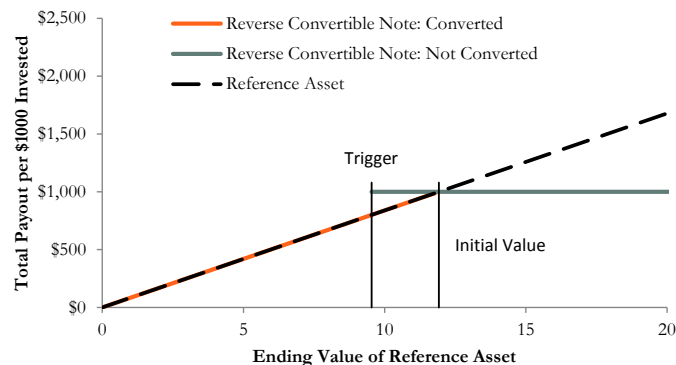 $2,500
$2,000
$1,500
$1,000
$500
$0
Total Payout per $1000 Invested
Reverse Convertible Note: Converted
Reverse Convertible Note: Not Converted
Reference Asset
Trigger
Initial Value
0 5 10 15 20
Ending Value of Reference Asset